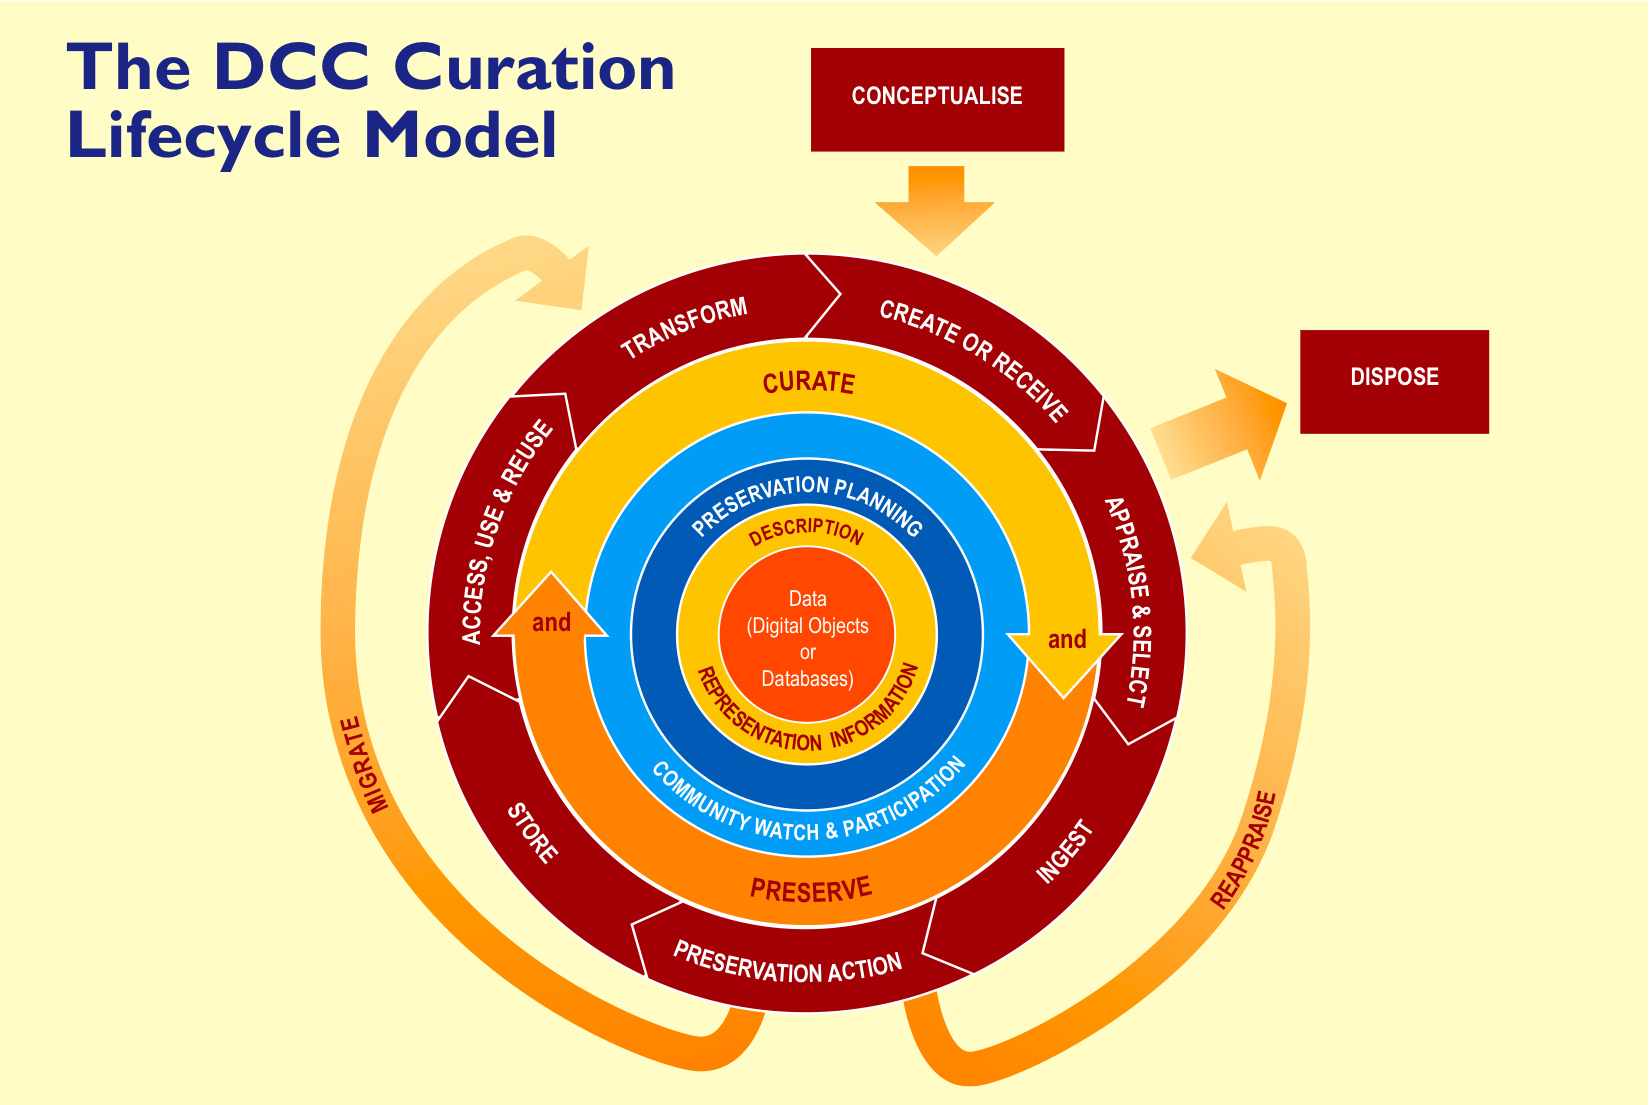 The DCC Curation
Lifecycle Model
CONCEPTUALISE
DISPOSE
TRANSFORM
CREATE OR RECEIVE
APPRAISE & SELECT
INGEST
PRESERVATION ACTION
STORE
ACCESS, USE & REUSE
CURATE
and
PRESERVE
and
COMMUNITY WATCH & PARTICIPATION
PRESERVATION PLANNING
DESCRIPTION
REPRESENTATION INFORMATION
Data
(Digital Objects
or
Databases)
MIGRATE
REAPPRAISE